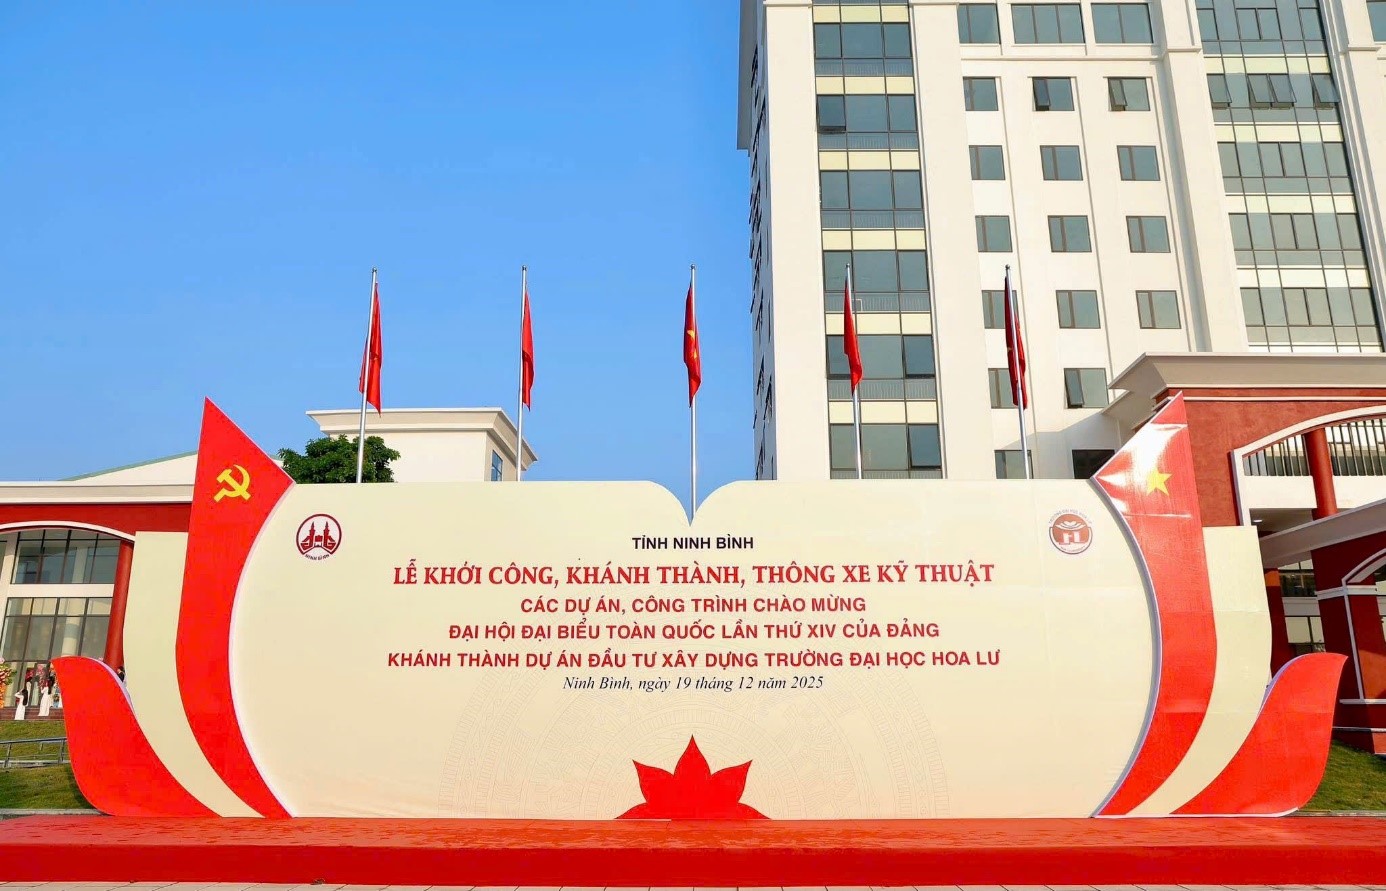 TỈNH NINH BÌNH
LỄ KHỞI CÔNG, KHÁNH THÀNH, THÔNG XE KỸ THUẬT
CÁC DỰ ÁN, CÔNG TRÌNH CHÀO MỪNG
ĐẠI HỘI ĐẠI BIỂU TOÀN QUỐC LẦN THỨ XIV CỦA ĐẢNG
KHÁNH THÀNH DỰ ÁN ĐẦU TƯ XÂY DỰNG TRƯỜNG ĐẠI HỌC HOA LƯ
Ninh Bình, ngày 19 tháng 12 năm 2025
NINH BÌNH